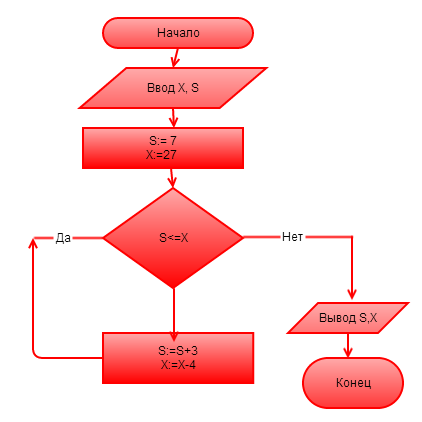 Начало
Ввод X, S
S:= 7
X:=27
S<=X
Да
Нет
S:=S+3
X:=X-4
Вывод S,X
Конец